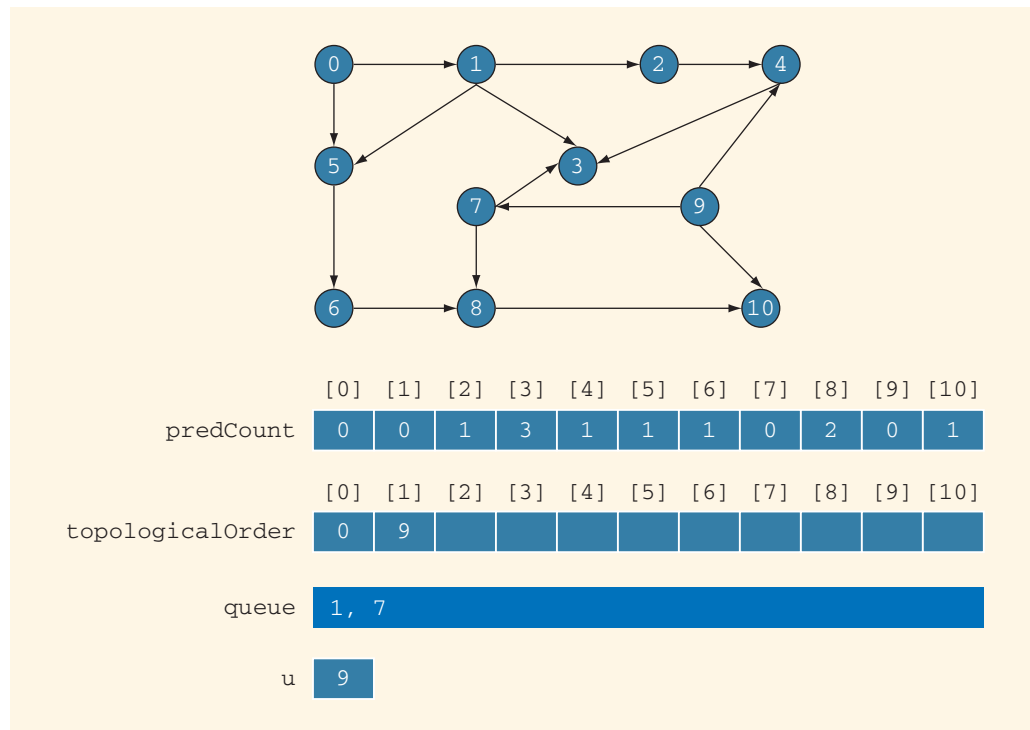 0 1 2 4
5 3
7 9
6 8 10
[0] [1] [2] [3] [4] [5] [6] [7] [8] [9] [10]
predCount 0 0 1 3 1 1 1 0 2 0 1
[0] [1] [2] [3] [4] [5] [6] [7] [8] [9] [10]
topologicalOrder 0 9
queue 1, 7
u 9